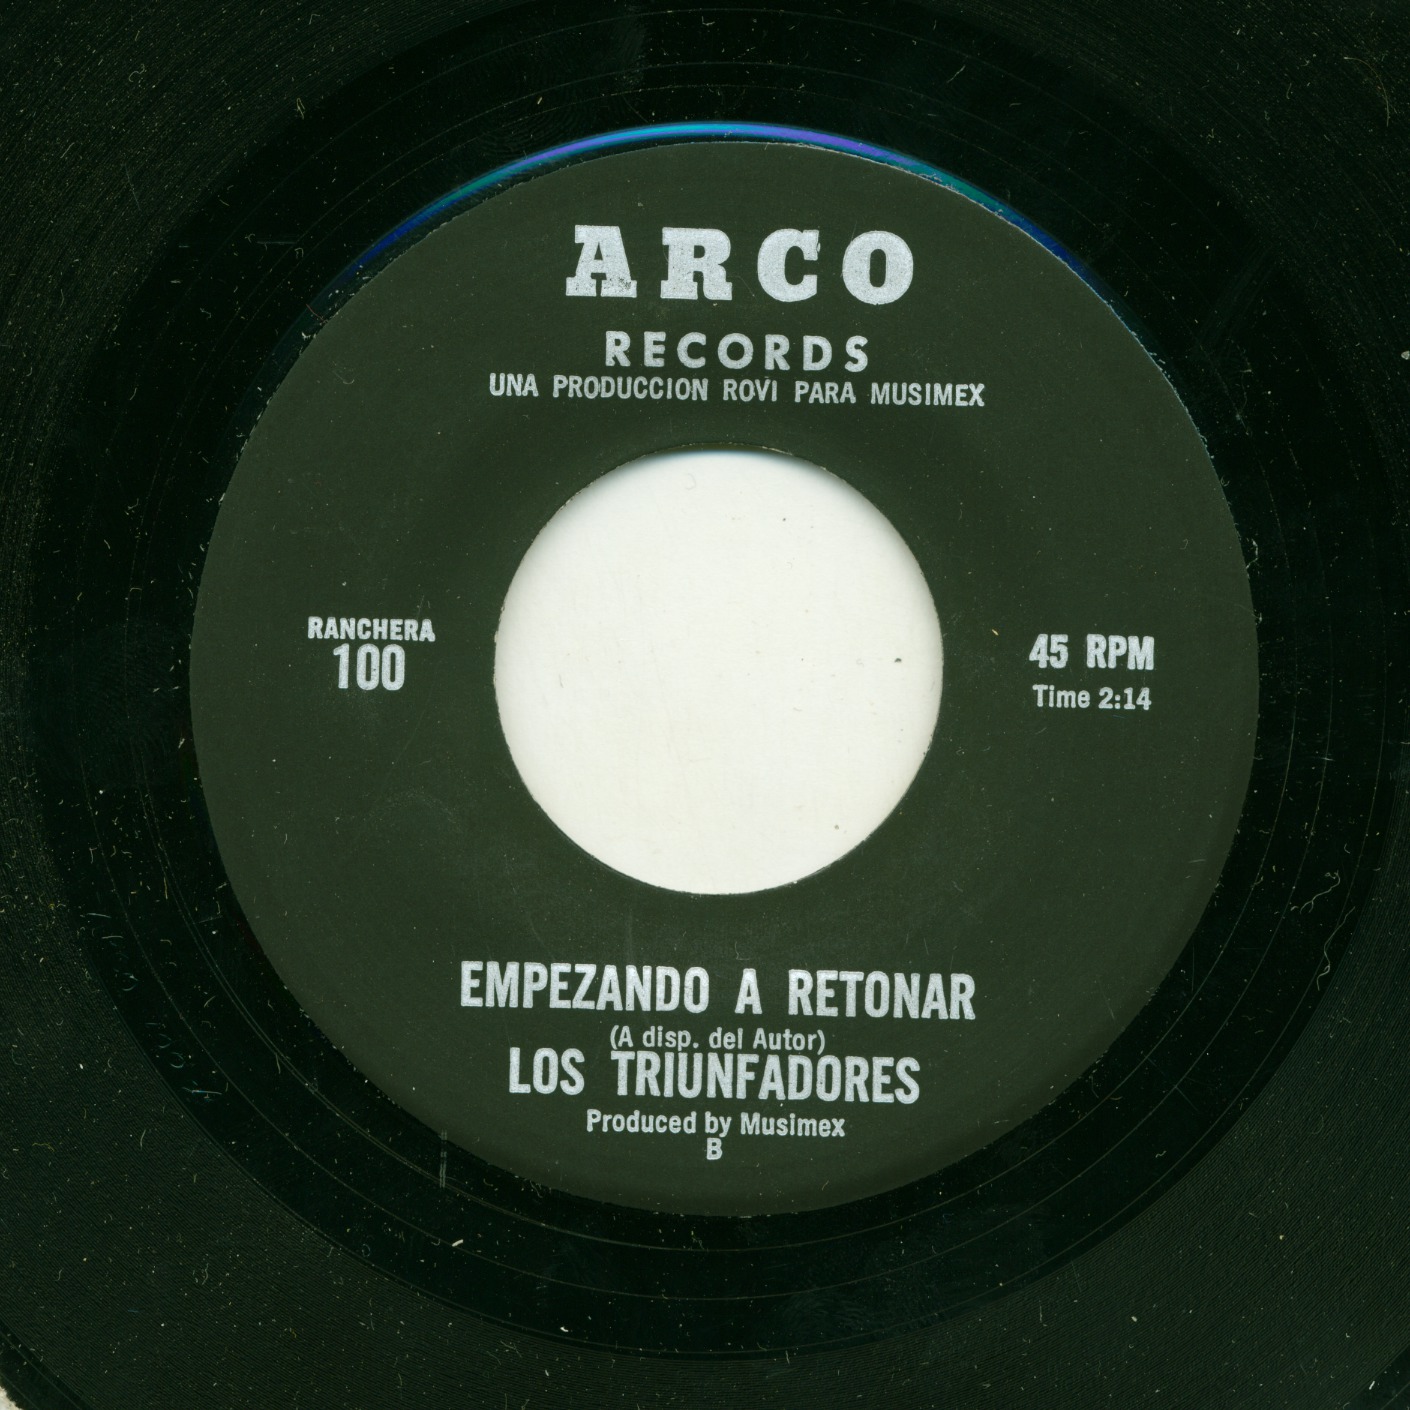 ARCO
RECORDS
UNA PRODUCCION ROVI PARA MUSIMEX
RANCHERA
100
45 RPM
Time 2:14
EMPEZANDO A RETONAR
(A disp. del Autor)
LOS TRIUNFADORES
Produced by Musimex
B